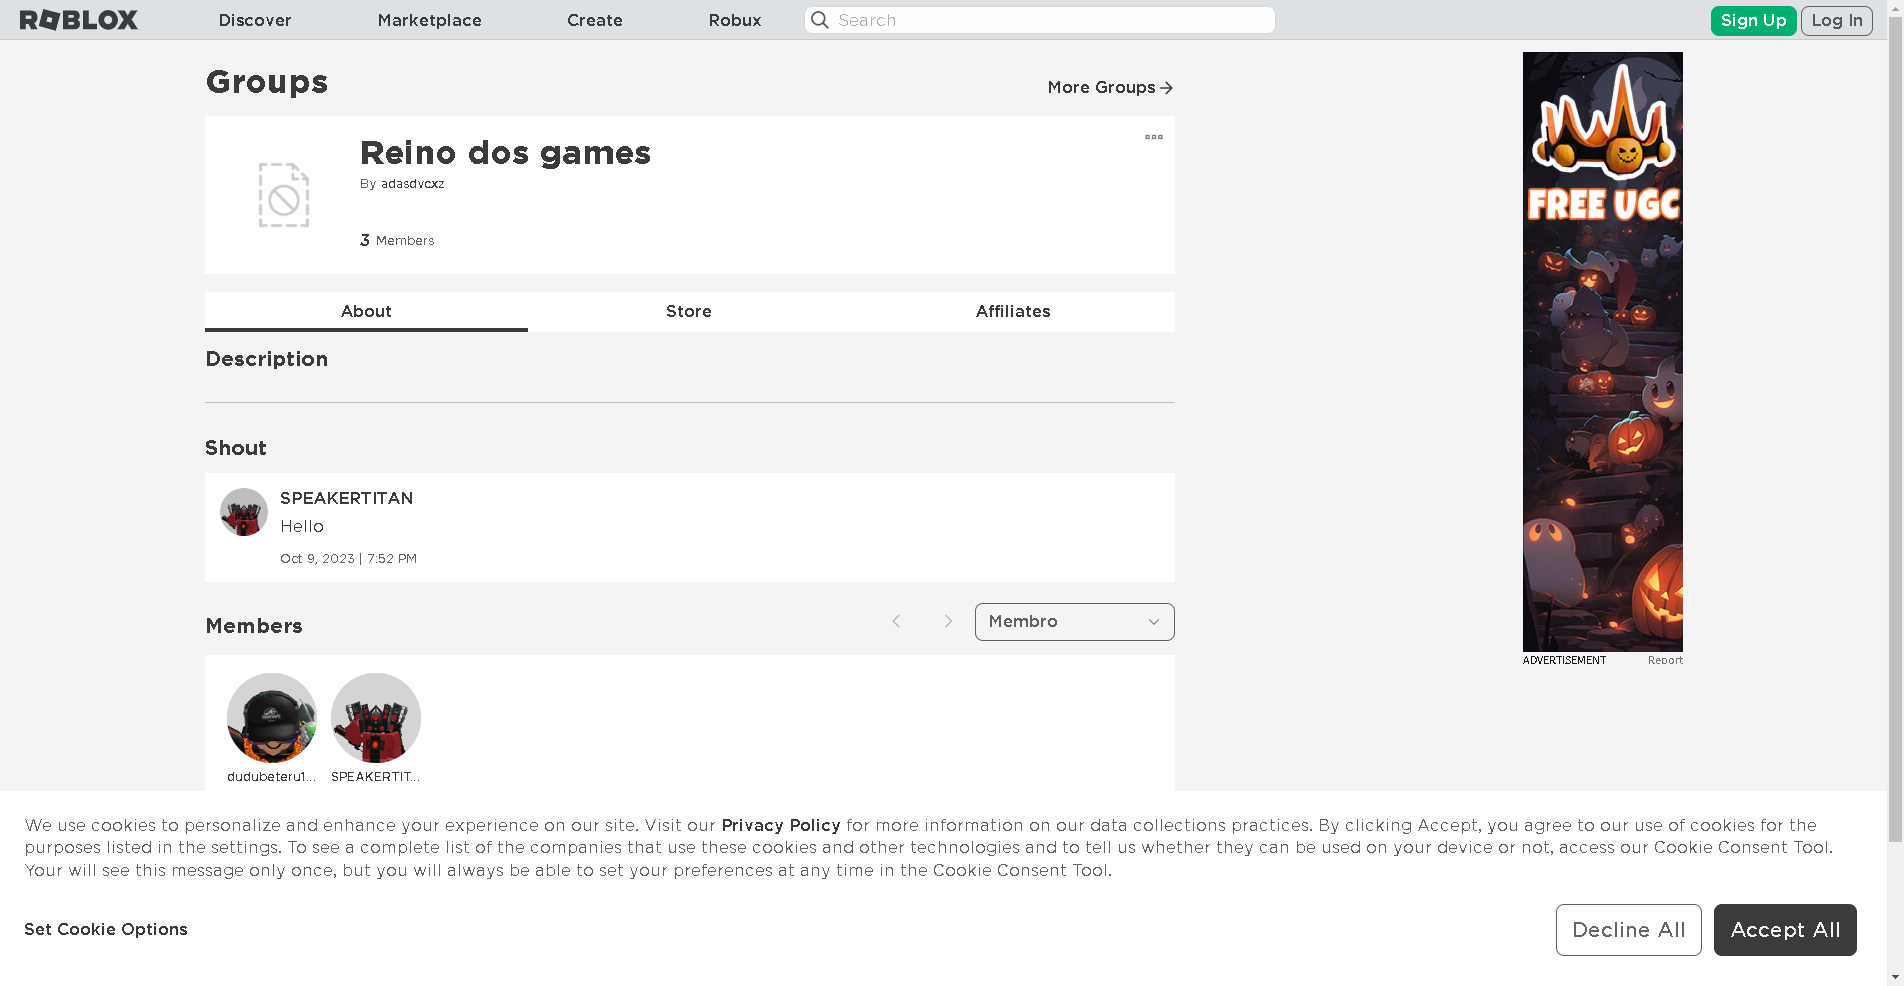 ROBLOX
Discover
Marketplace
Create
Robux
Search
Sign Up
Log In
Groups
More Groups
Reino dos games
By adasdvcxz
3 Members
About
Store
Affiliates
Description
Shout
SPEAKERTITAN
Hello
Oct 9, 2023 | 7:52 PM
Members
Membro
dudubeteru1...
SPEAKERTIT...
FREE UGC
ADVERTISEMENT
Report
We use cookies to personalize and enhance your experience on our site. Visit our Privacy Policy for more information on our data collections practices. By clicking Accept, you agree to our use of cookies for the
purposes listed in the settings. To see a complete list of the companies that use these cookies and other technologies and to tell us whether they can be used on your device or not, access our Cookie Consent Tool.
Your will see this message only once, but you will always be able to set your preferences at any time in the Cookie Consent Tool.
Set Cookie Options
Decline All
Accept All